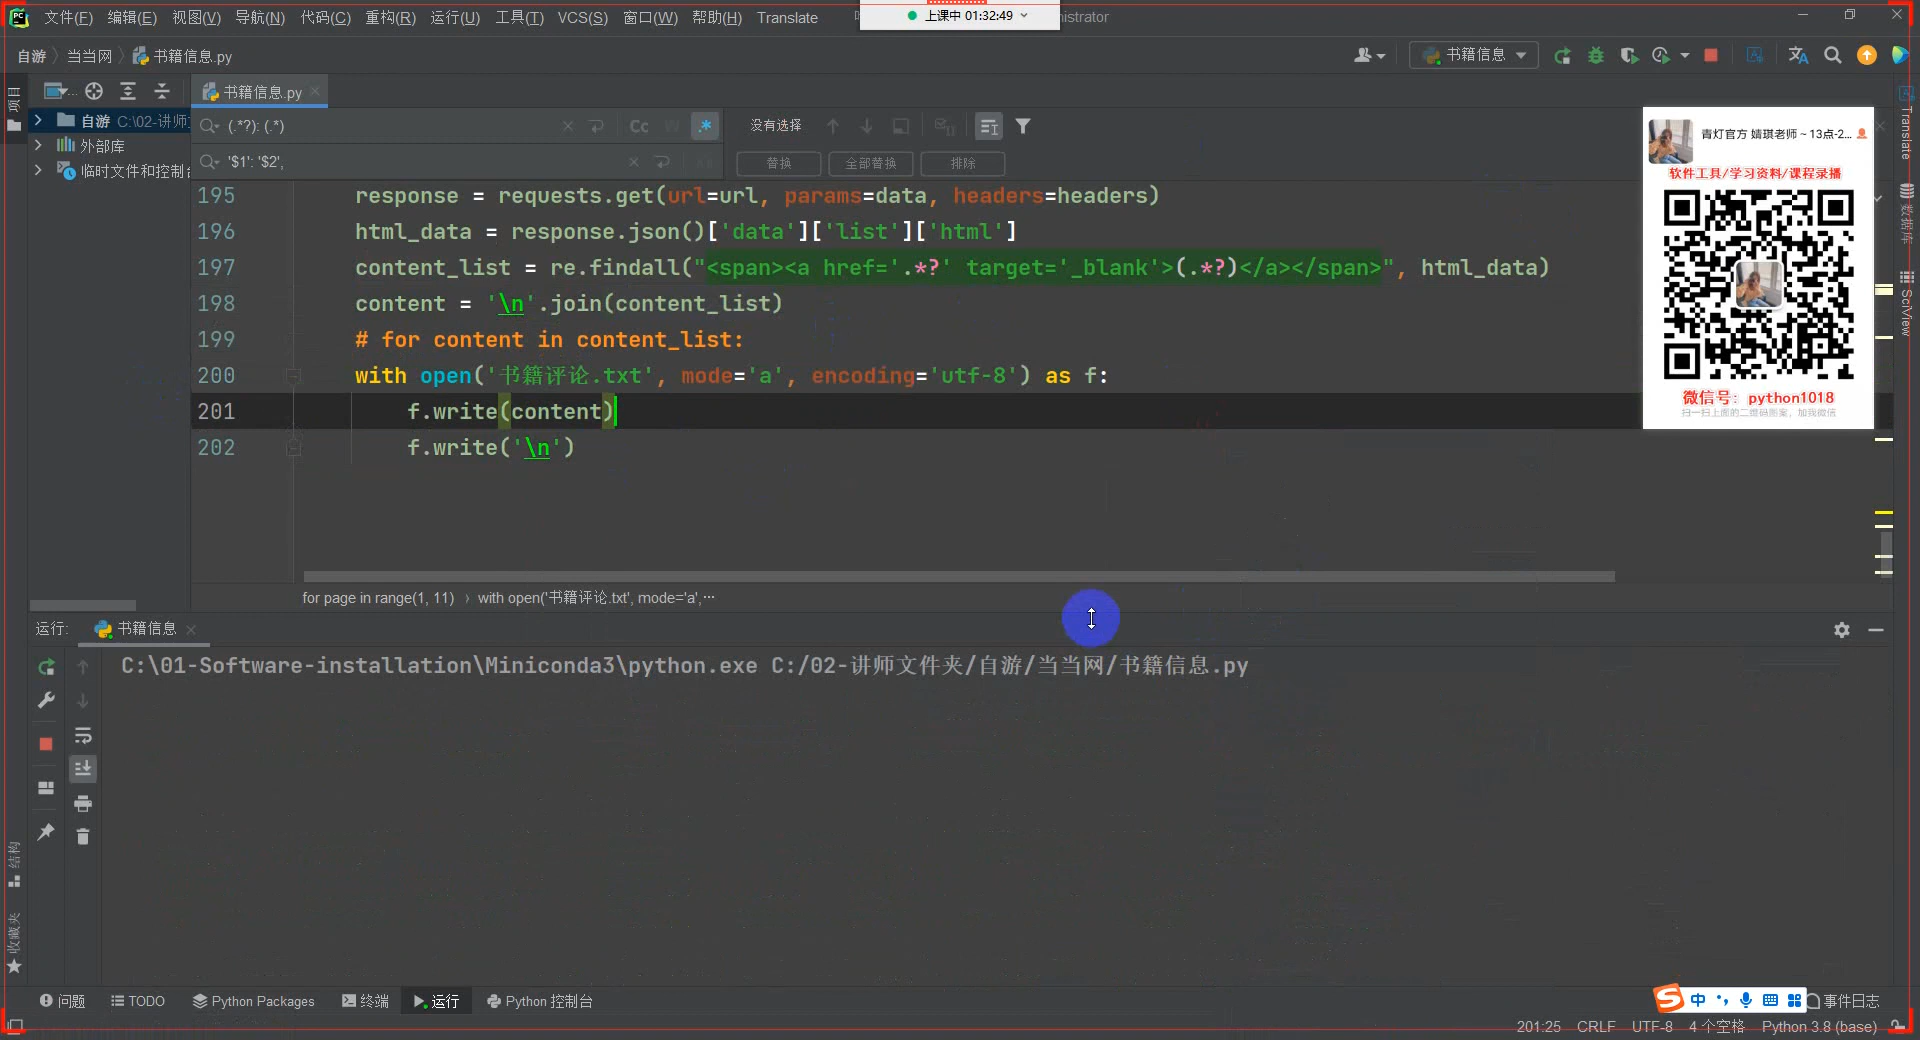 文件(F) 编辑(E) 视图(V) 导航(N) 代码(C) 重构(R) 运行(U) 工具(T) VCS(S) 窗口(W) 帮助(H) Translate
上课中 01:32:49
istrator
自游 当当网 书籍信息.py
书籍信息
项目
书籍信息.py
自游 C:\02-讲师
外部库
临时文件和控制台
(.*?): (.*)
Cc W .*
没有选择
'$1': '$2',
替换 全部替换 排除
195 response = requests.get(url=url, params=data, headers=headers)
196 html_data = response.json()['data']['list']['html']
197 content_list = re.findall("<span><a href='.*?' target='_blank'>(.*?)</a></span>", html_data)
198 content = '\n'.join(content_list)
199 # for content in content_list:
200 with open('书籍评论.txt', mode='a', encoding='utf-8') as f:
201 f.write(content)
202 f.write('\n')
for page in range(1, 11) › with open('书籍评论.txt', mode='a',···
青灯官方 婧琪老师~13点-2...
软件工具/学习资料/课程录播
微信号: python1018
扫一扫上面的二维码图案，加我微信
Translate
数据库
SciView
运行: 书籍信息
C:\01-Software-installation\Miniconda3\python.exe C:/02-讲师文件夹/自游/当当网/书籍信息.py
结构
收藏夹
问题 TODO Python Packages 终端 运行 Python 控制台
中
事件日志
201:25 CRLF UTF-8 4 个空格 Python 3.8 (base)